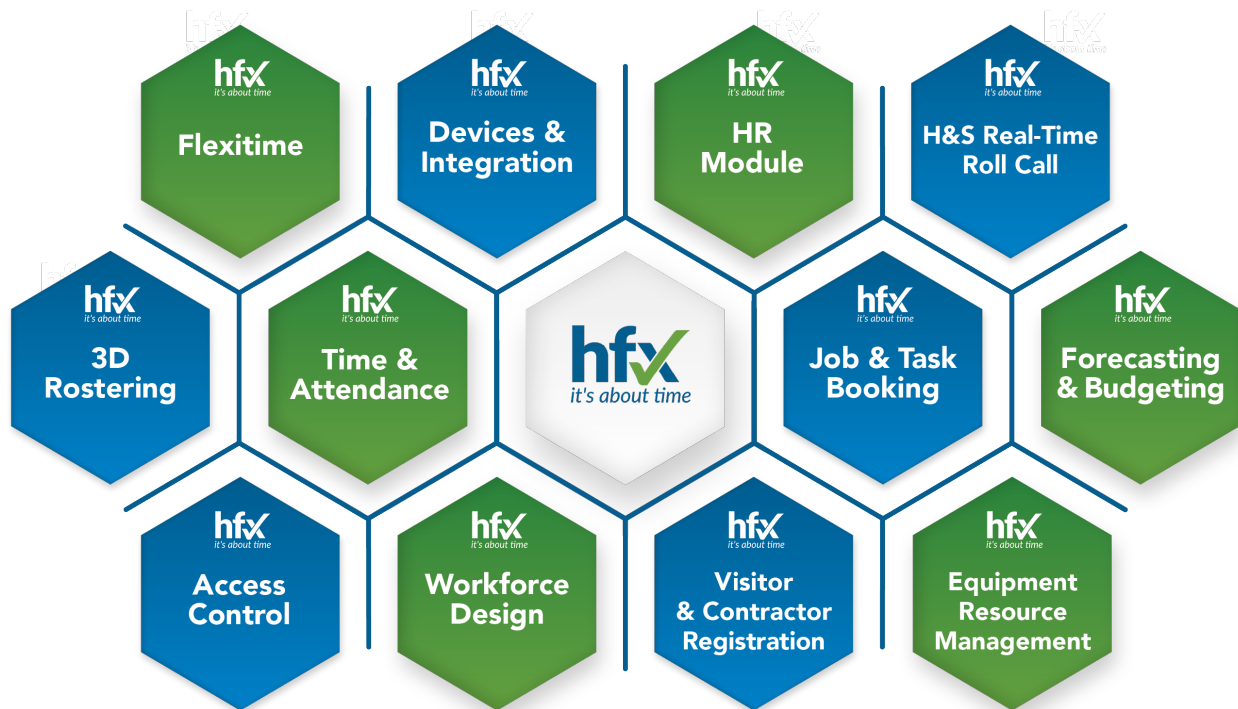 hfx
it's about time
Flexitime
hfx
it's about time
Devices &
Integration
hfx
it's about time
HR
Module
hfx
it's about time
H&S Real-Time
Roll Call
hfx
it's about time
3D
Rostering
hfx
it's about time
Time &
Attendance
hfx
it's about time
hfx
it's about time
Job & Task
Booking
hfx
it's about time
Forecasting
& Budgeting
hfx
it's about time
Access
Control
hfx
it's about time
Workforce
Design
hfx
it's about time
Visitor
& Contractor
Registration
hfx
it's about time
Equipment
Resource
Management